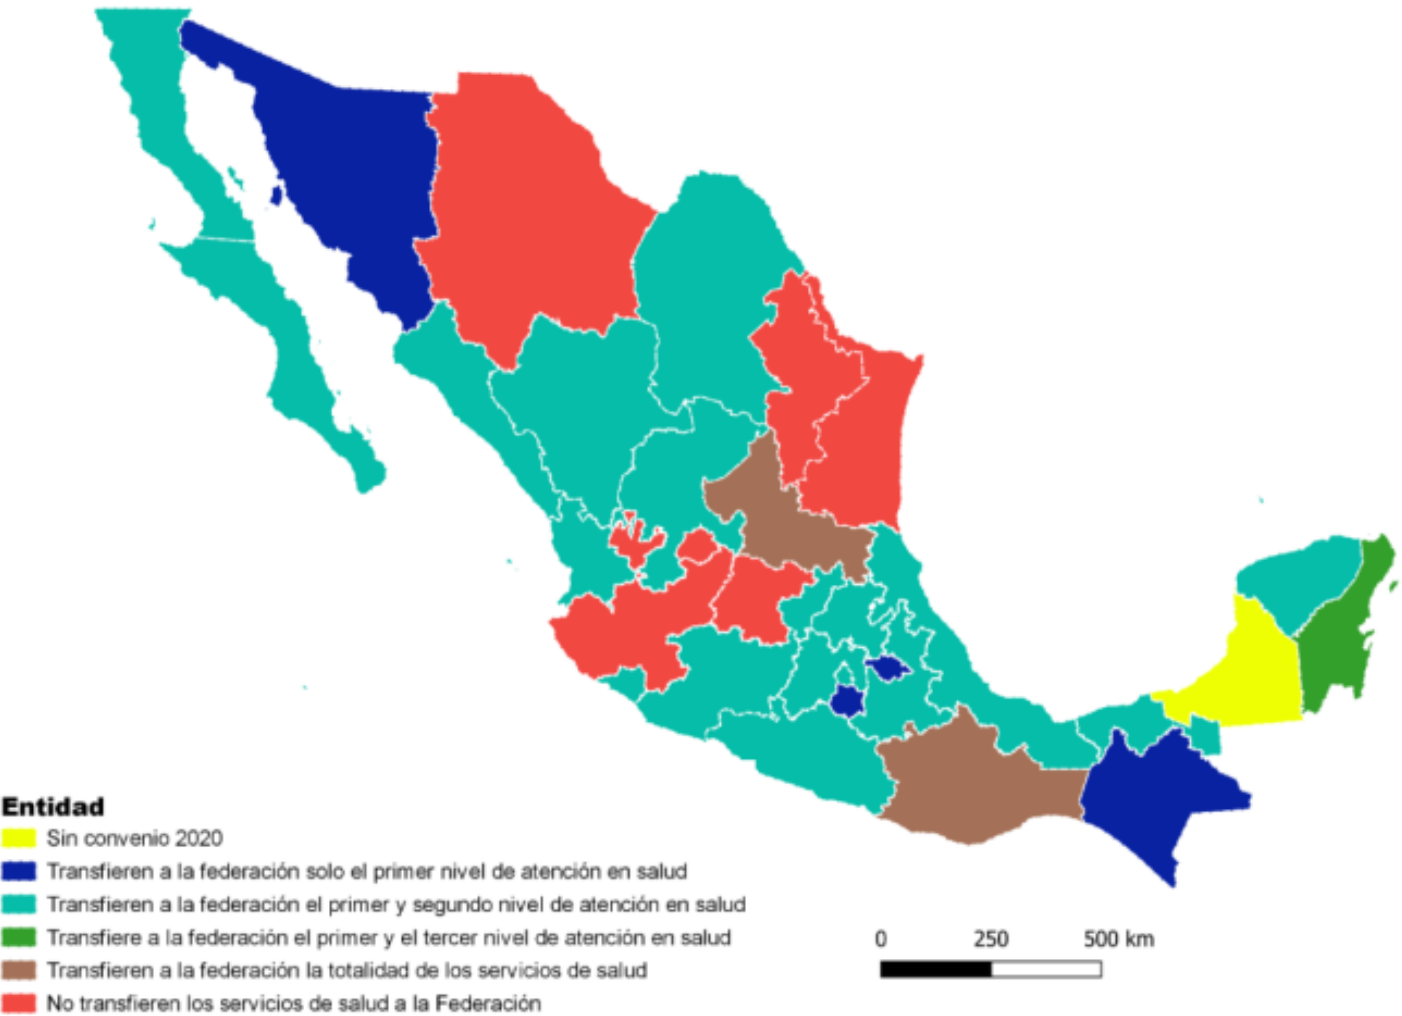 Entidad
Sin convenio 2020
Transfieren a la federación solo el primer nivel de atención en salud
Transfieren a la federación el primer y segundo nivel de atención en salud
Transfiere a la federación el primer y el tercer nivel de atención en salud
Transfieren a la federación la totalidad de los servicios de salud
No transfieren los servicios de salud a la Federación
0 250 500 km